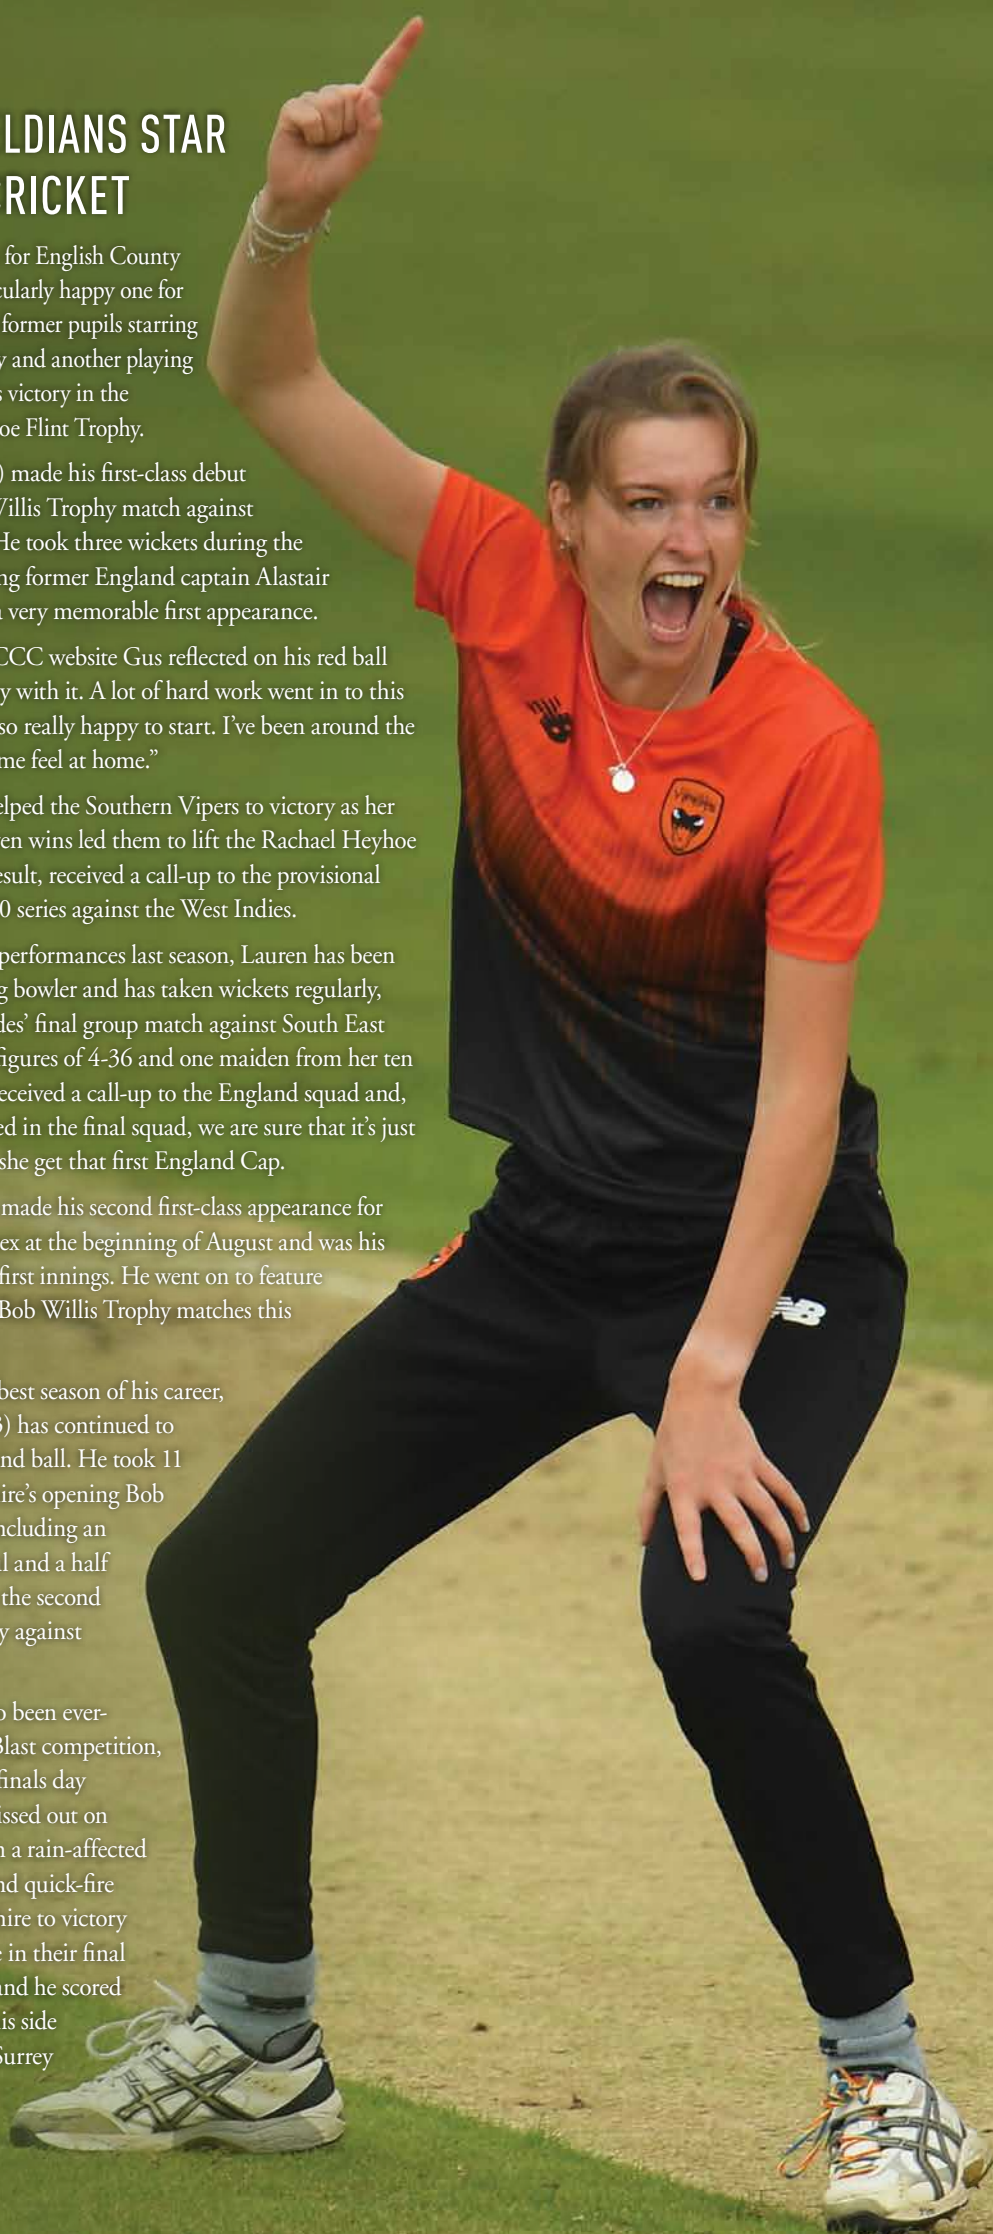 LDIANS STAR
RICKET
for English County
cularly happy one for
former pupils starring
y and another playing
s victory in the
oe Flint Trophy.
) made his first-class debut
Willis Trophy match against
He took three wickets during the
ng former England captain Alastair
a very memorable first appearance.
CCC website Gus reflected on his red ball
y with it. A lot of hard work went in to this
so really happy to start. I’ve been around the
me feel at home.”
elped the Southern Vipers to victory as her
en wins led them to lift the Rachael Heyhoe
esult, received a call-up to the provisional
0 series against the West Indies.
performances last season, Lauren has been
g bowler and has taken wickets regularly,
des’ final group match against South East
figures of 4-36 and one maiden from her ten
eceived a call-up to the England squad and,
ed in the final squad, we are sure that it’s just
she get that first England Cap.
made his second first-class appearance for
ex at the beginning of August and was his
first innings. He went on to feature
Bob Willis Trophy matches this
best season of his career,
3) has continued to
nd ball. He took 11
ire’s opening Bob
ncluding an
l and a half
the second
y against
o been ever-
Blast competition,
finals day
issed out on
n a rain-affected
nd quick-fire
hire to victory
e in their final
and he scored
is side
Surrey
VIPERS
NB